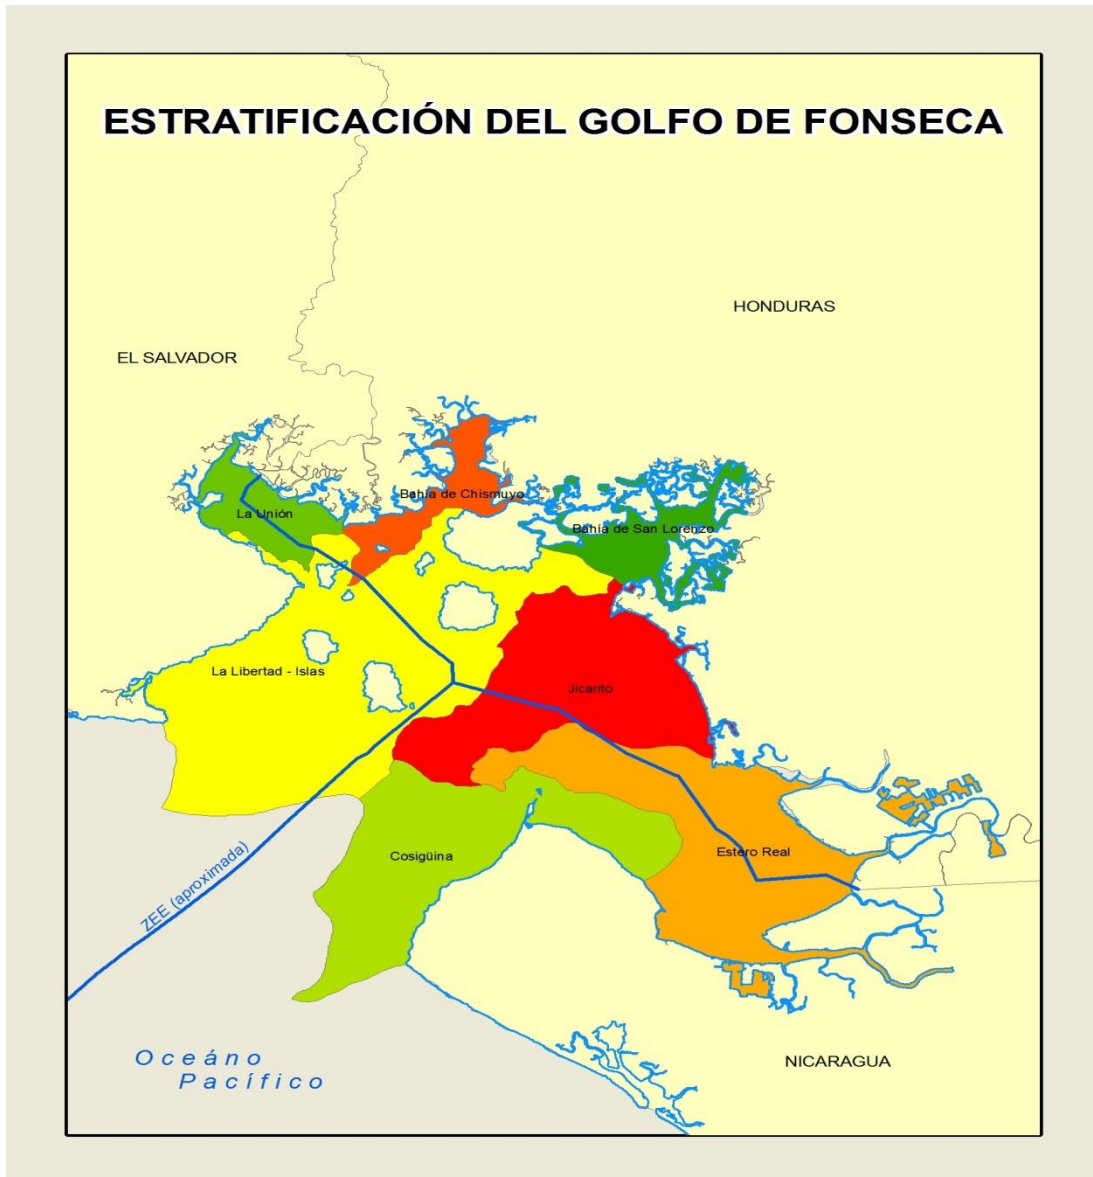 ESTRATIFICACIÓN DEL GOLFO DE FONSECA
HONDURAS
EL SALVADOR
Bahía de Chismuyo
La Unión
Bahía de San Lorenzo
La Libertad - Islas
Jicarito
Cosigüina
Estero Real
ZEE (aproximada)
Oceáno
Pacífico
NICARAGUA